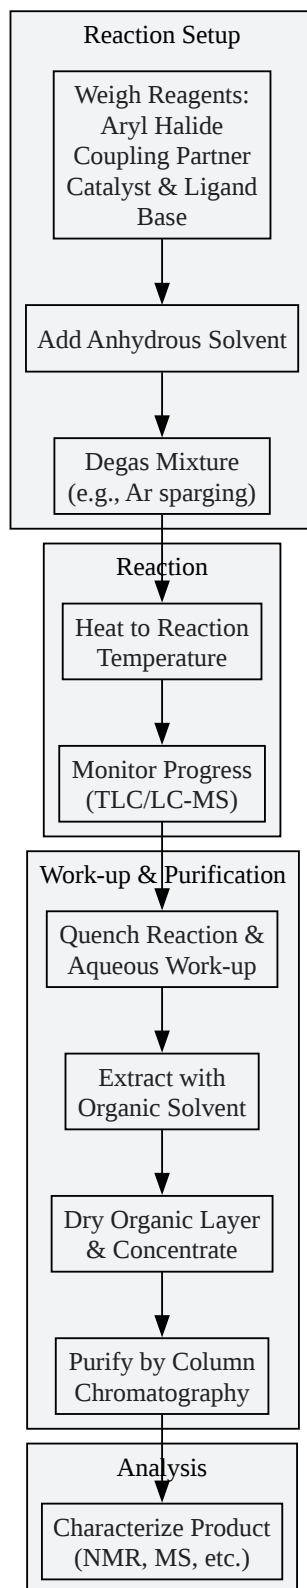 Reaction Setup
Weigh Reagents:
Aryl Halide
Coupling Partner
Catalyst & Ligand
Base
Add Anhydrous Solvent
Degas Mixture
(e.g., Ar sparging)
Reaction
Heat to Reaction
Temperature
Monitor Progress
(TLC/LC-MS)
Work-up & Purification
Quench Reaction &
Aqueous Work-up
Extract with
Organic Solvent
Dry Organic Layer
& Concentrate
Purify by Column
Chromatography
Analysis
Characterize Product
(NMR, MS, etc.)